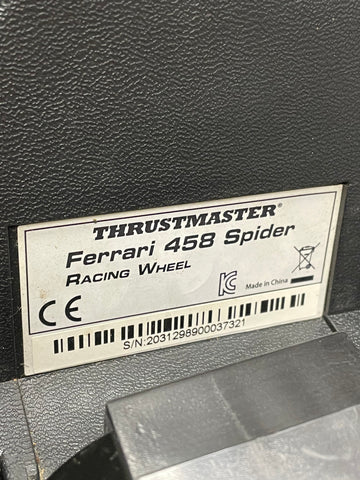 THRUSTMASTER®
Ferrari 458 Spider
RACING WHEEL
Made in China
CE
S/N:2031298900037321